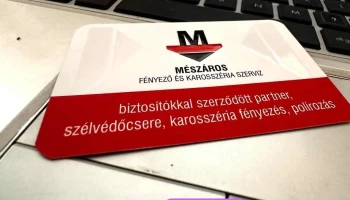 M
MÉSZÁROS
FÉNYEZŐ ÉS KAROSSZÉRIA SZERVIZ
biztosítókkal szerződött partner,
szélvédőcsere, karosszéria fényezés, polírozás